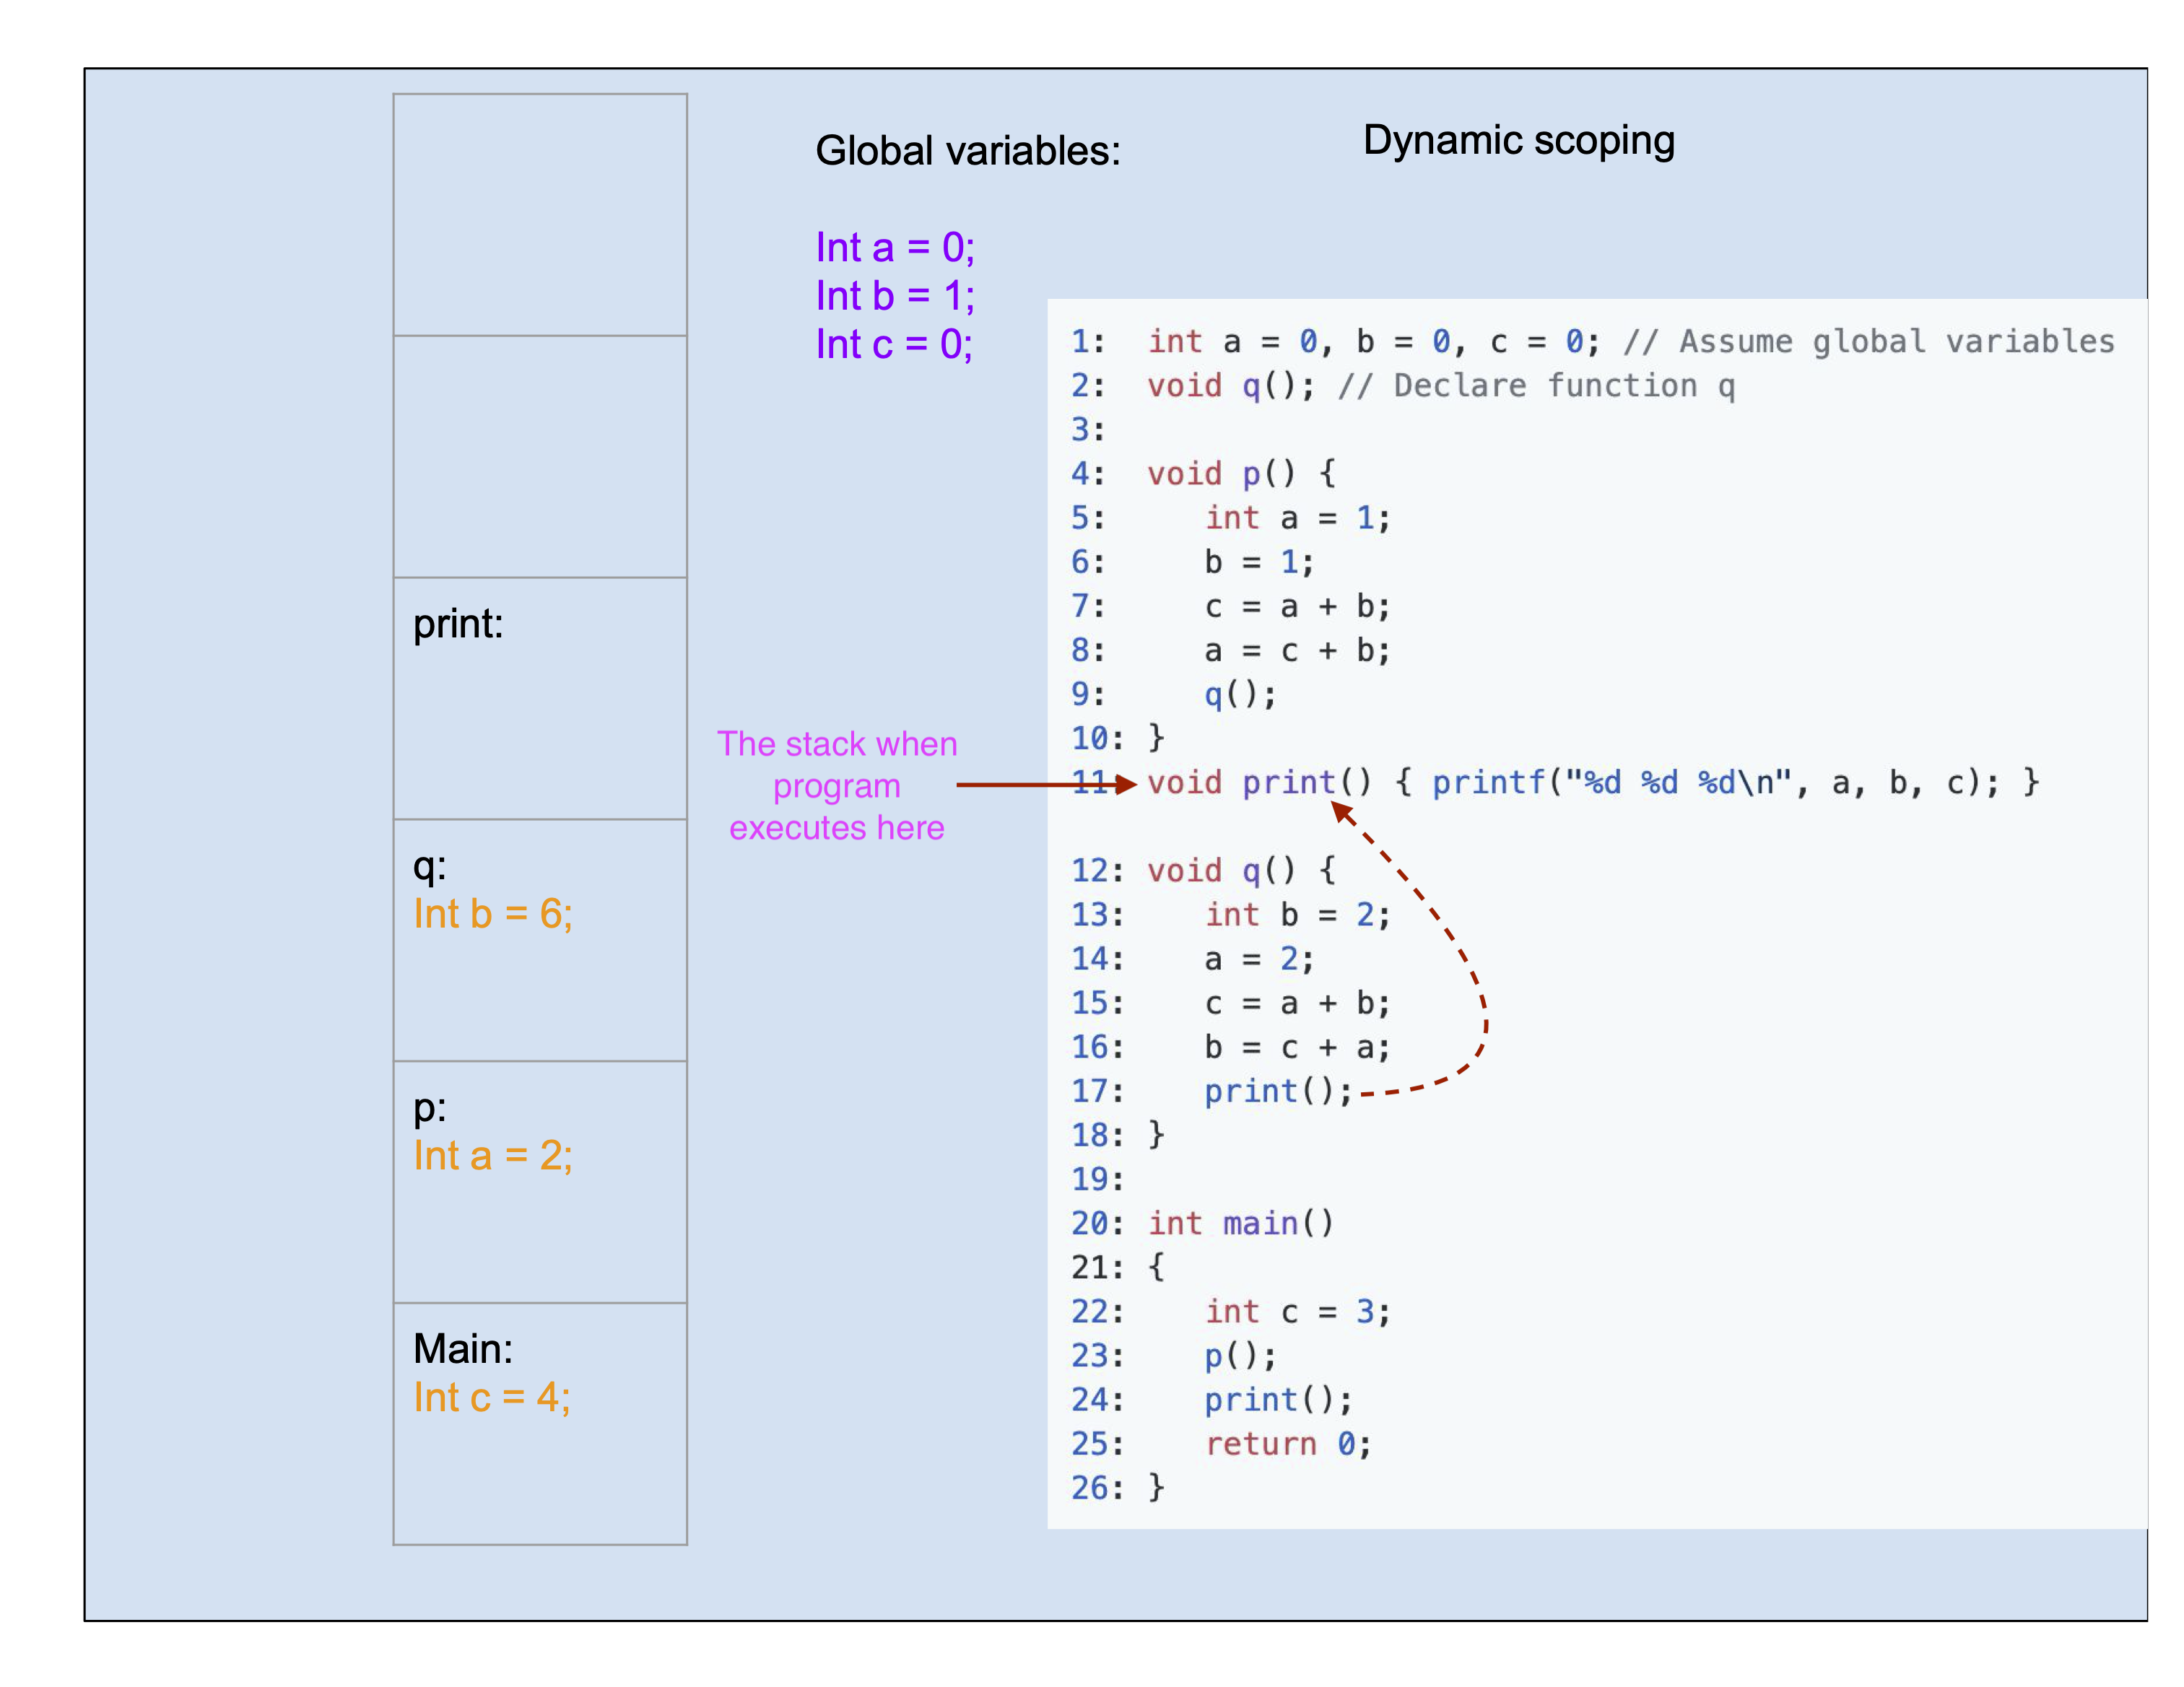 Global variables:
Dynamic scoping
Int a = 0;
Int b = 1;
Int c = 0;
print:
q:
Int b = 6;
p:
Int a = 2;
Main:
Int c = 4;
The stack when
program
executes here
1: int a = 0, b = 0, c = 0; // Assume global variables
2: void q(); // Declare function q
3:
4: void p() {
5: int a = 1;
6: b = 1;
7: c = a + b;
8: a = c + b;
9: q();
10: }
11: void print() { printf("%d %d %d\n", a, b, c); }
12: void q() {
13: int b = 2;
14: a = 2;
15: c = a + b;
16: b = c + a;
17: print();
18: }
19:
20: int main()
21: {
22: int c = 3;
23: p();
24: print();
25: return 0;
26: }